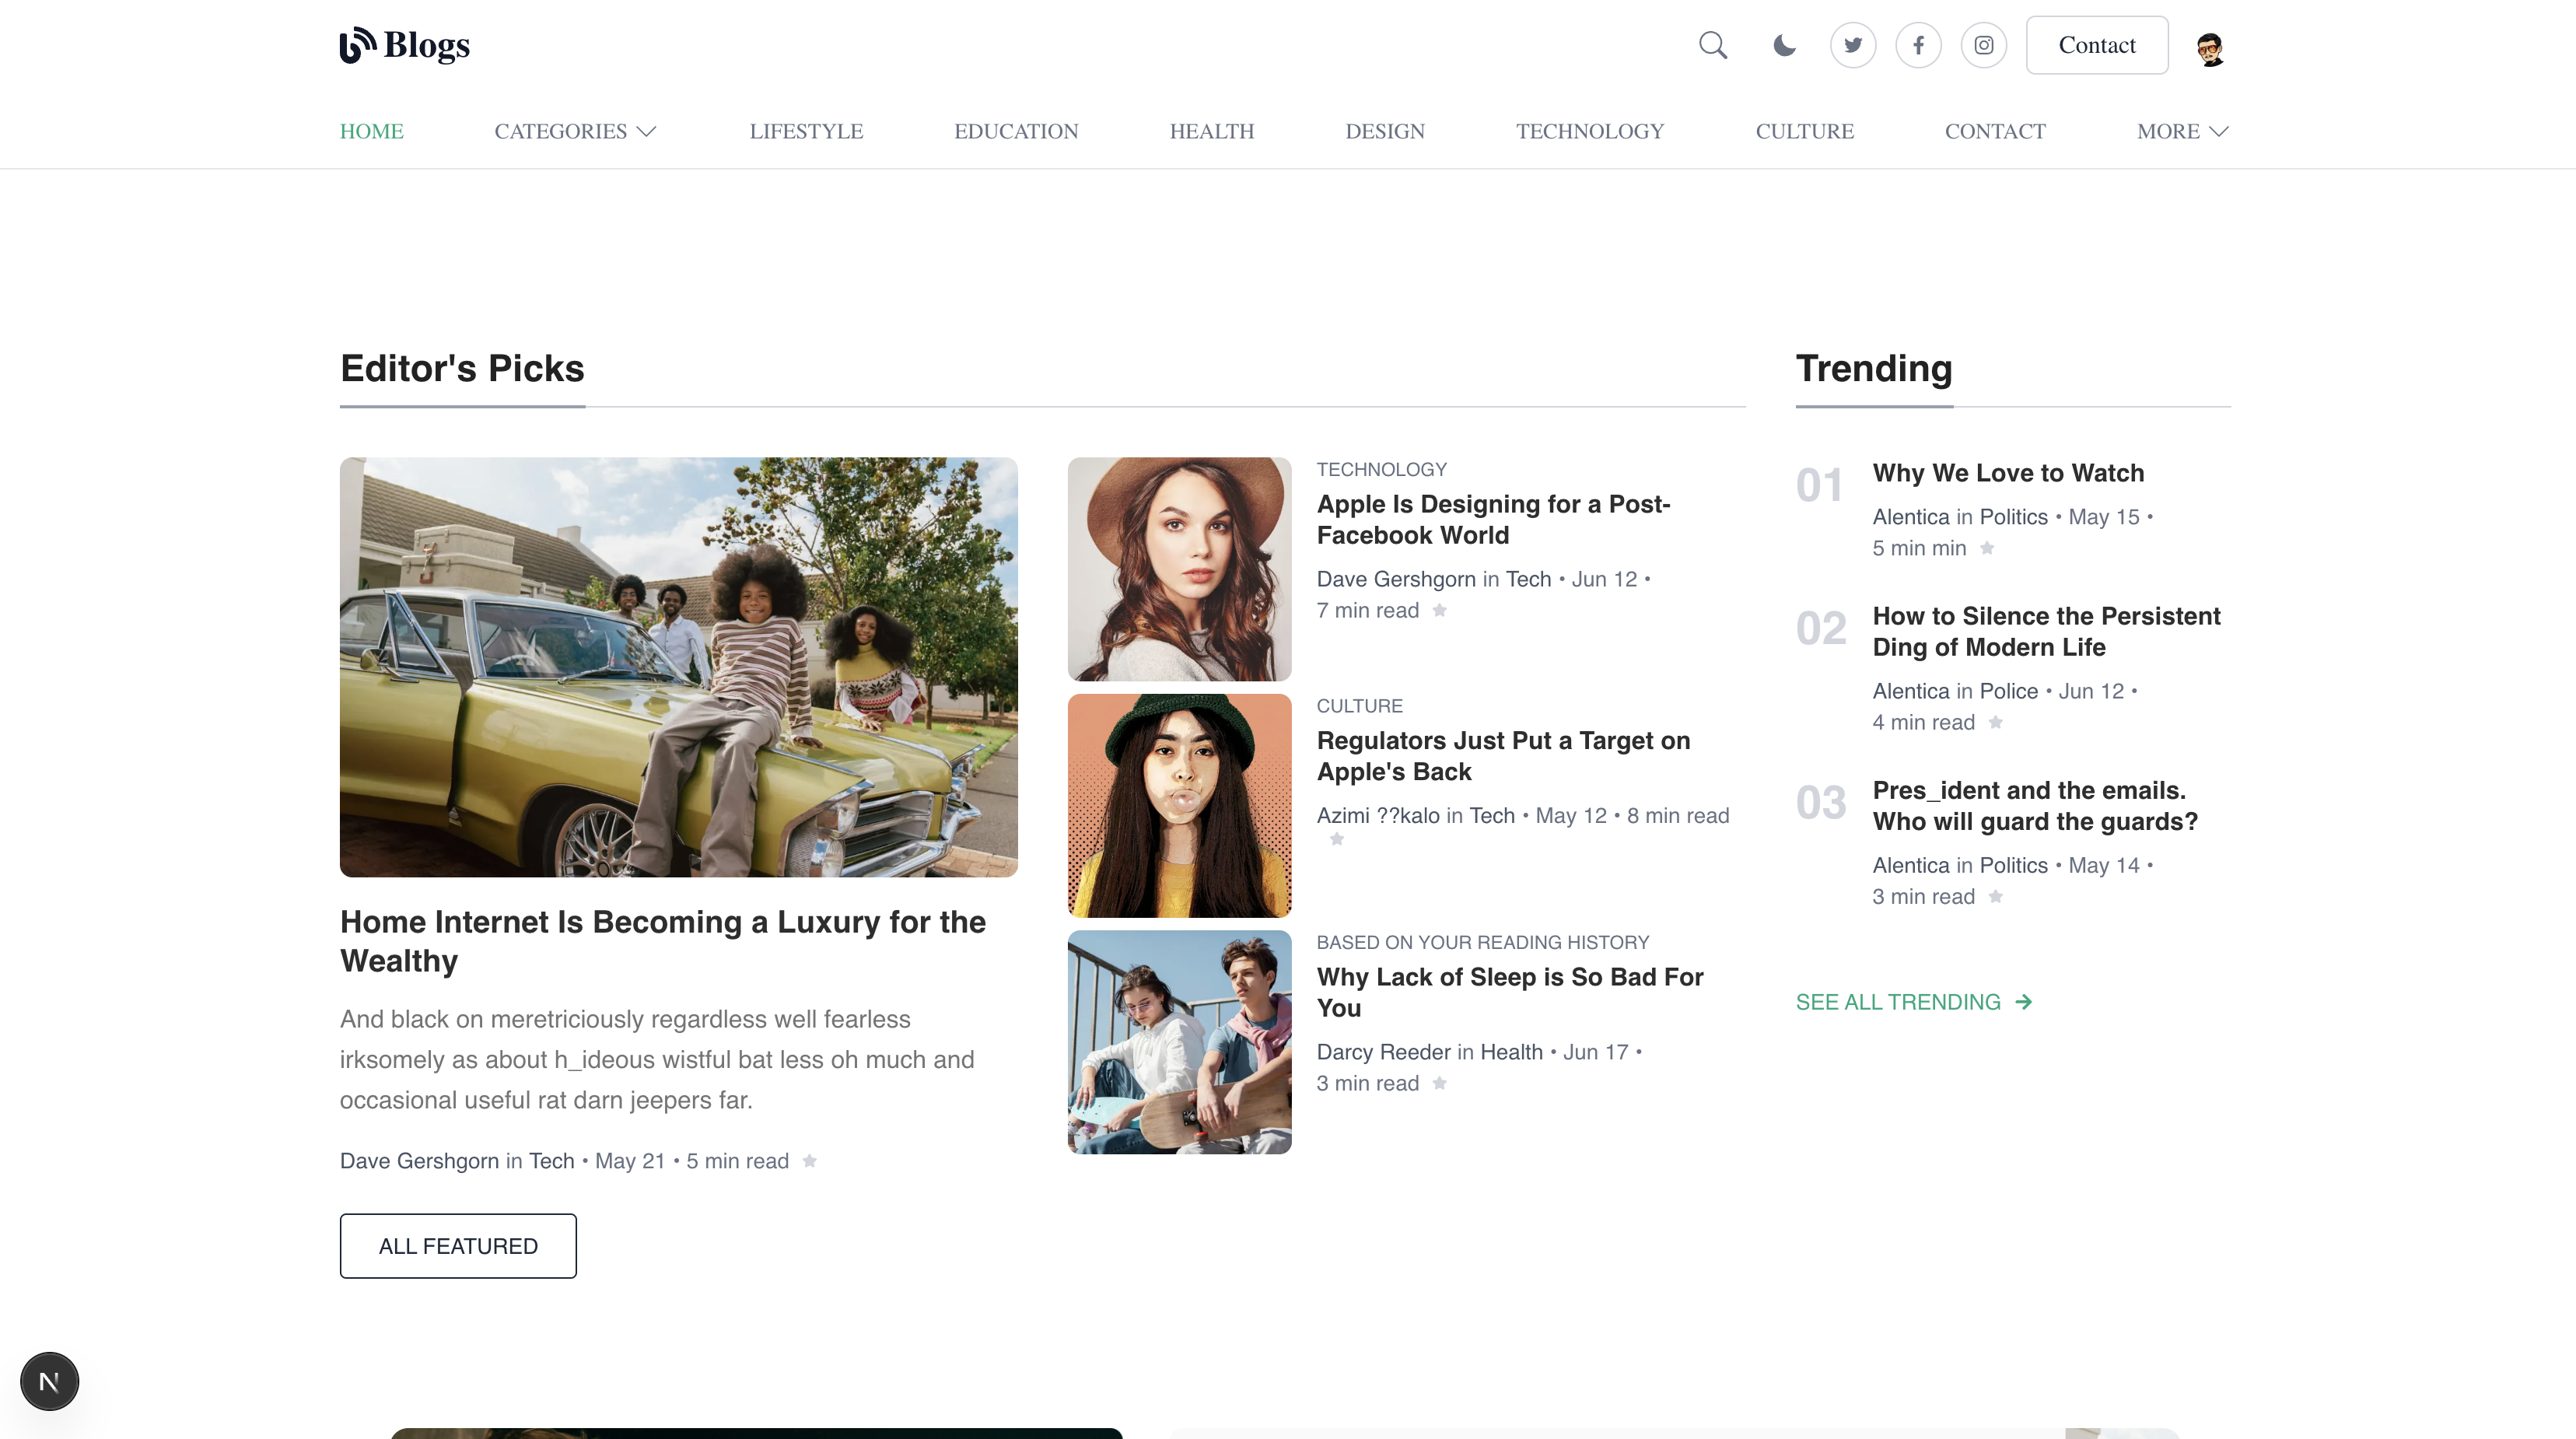 Blogs
Contact
HOME
CATEGORIES
LIFESTYLE
EDUCATION
HEALTH
DESIGN
TECHNOLOGY
CULTURE
CONTACT
MORE
Editor's Picks
Home Internet Is Becoming a Luxury for the
Wealthy
And black on meretriciously regardless well fearless
irksomely as about h_ideous wistful bat less oh much and
occasional useful rat darn jeepers far.
Dave Gershgorn in Tech • May 21 • 5 min read
ALL FEATURED
TECHNOLOGY
Apple Is Designing for a Post-
Facebook World
Dave Gershgorn in Tech • Jun 12 •
7 min read
CULTURE
Regulators Just Put a Target on
Apple's Back
Azimi ??kalo in Tech • May 12 • 8 min read
BASED ON YOUR READING HISTORY
Why Lack of Sleep is So Bad For
You
Darcy Reeder in Health • Jun 17 •
3 min read
Trending
01
Why We Love to Watch
Alentica in Politics • May 15 •
5 min min
02
How to Silence the Persistent
Ding of Modern Life
Alentica in Police • Jun 12 •
4 min read
03
Pres_ident and the emails.
Who will guard the guards?
Alentica in Politics • May 14 •
3 min read
SEE ALL TRENDING
N